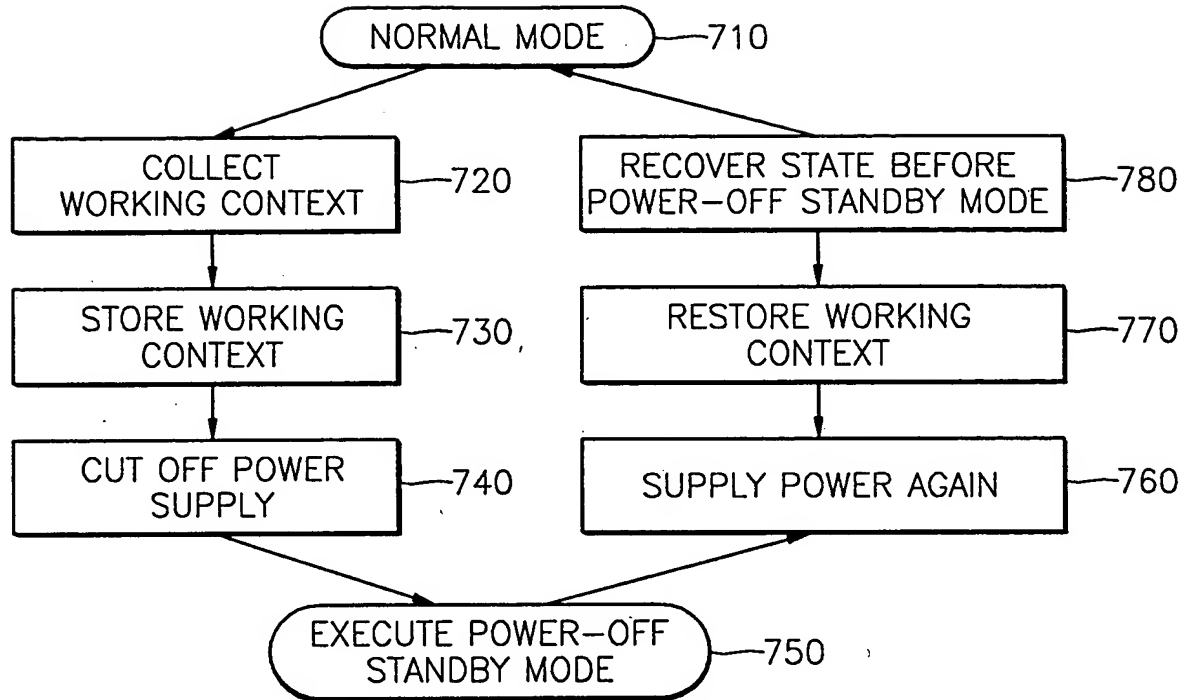 NORMAL MODE
710
COLLECT
WORKING CONTEXT
720
RECOVER STATE BEFORE
POWER-OFF STANDBY MODE
780
STORE WORKING
CONTEXT
730
RESTORE WORKING
CONTEXT
770
CUT OFF POWER
SUPPLY
740
SUPPLY POWER AGAIN
760
EXECUTE POWER-OFF
STANDBY MODE
750